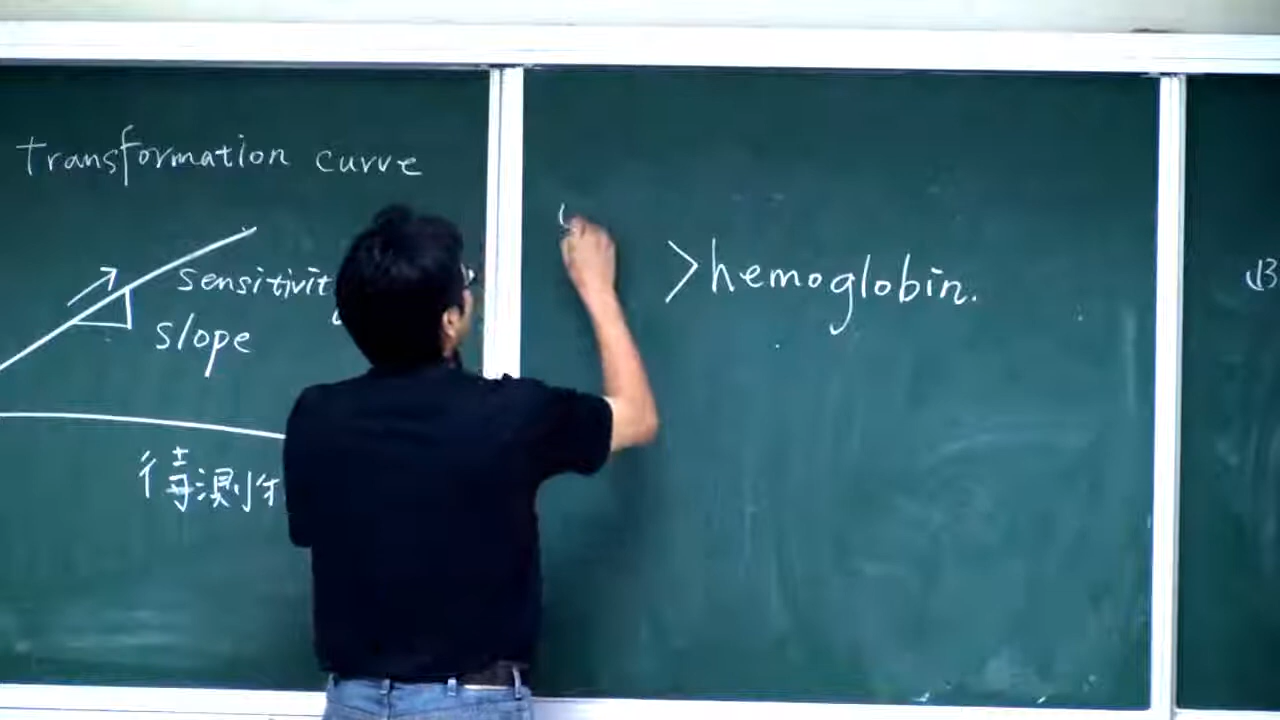 Transformation curve
sensitivit
slope
待測
>hemoglobin.